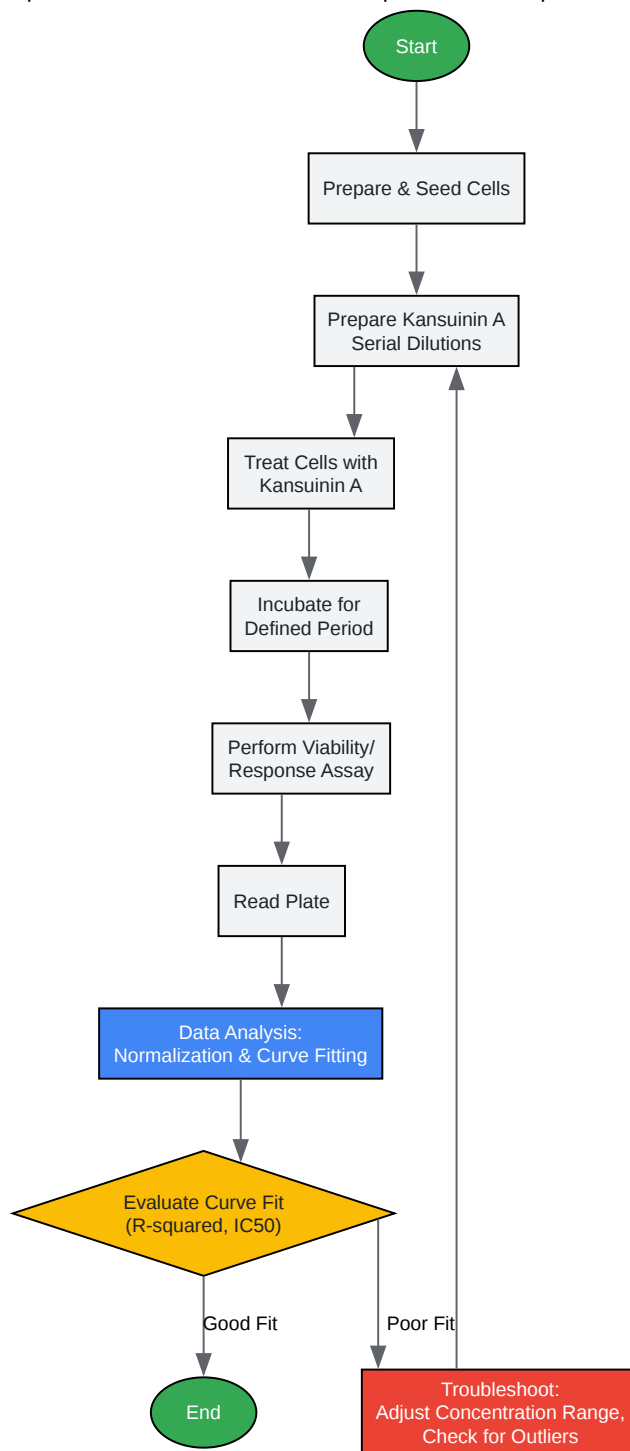 Start
Prepare & Seed Cells
Prepare Kansuinin A
Serial Dilutions
Treat Cells with
Kansuinin A
Incubate for
Defined Period
Perform Viability/
Response Assay
Read Plate
Data Analysis:
Normalization & Curve Fitting
Evaluate Curve Fit
(R-squared, IC50)
Good Fit
Poor Fit
End
Troubleshoot:
Adjust Concentration Range,
Check for Outliers